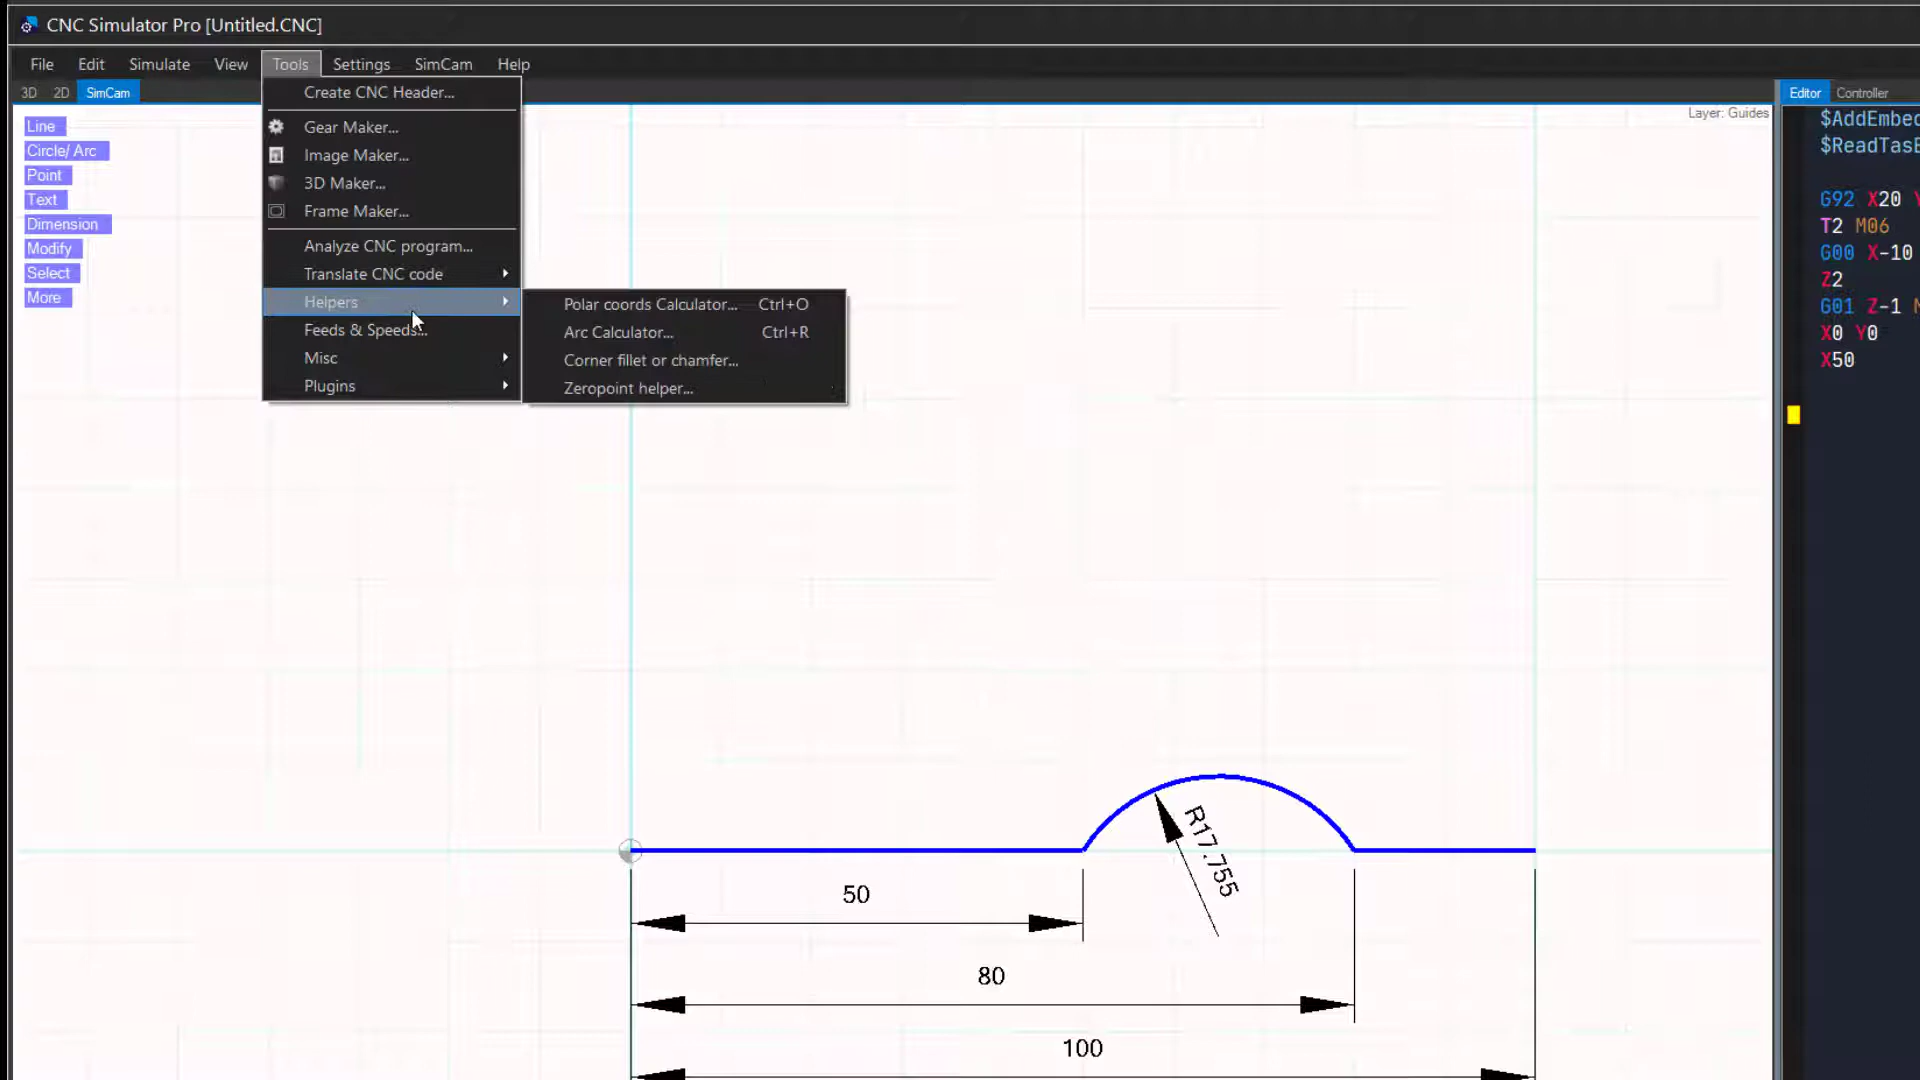 CNC Simulator Pro [Untitled.CNC]
File Edit Simulate View Tools Settings SimCam Help
3D 2D SimCam
Editor Controller
Layer: Guides
Line
Circle/ Arc
Point
Text
Dimension
Modify
Select
More
Create CNC Header...
Gear Maker...
Image Maker...
3D Maker...
Frame Maker...
Analyze CNC program...
Translate CNC code
Helpers
Feeds & Speeds...
Misc
Plugins
Polar coords Calculator... Ctrl+O
Arc Calculator... Ctrl+R
Corner fillet or chamfer...
Zeropoint helper...
$AddEmbed
$ReadTas
G92 X20
T2 M06
G00 X-10
Z2
G01 Z-1
X0 Y0
X50
R17.755
50
80
100